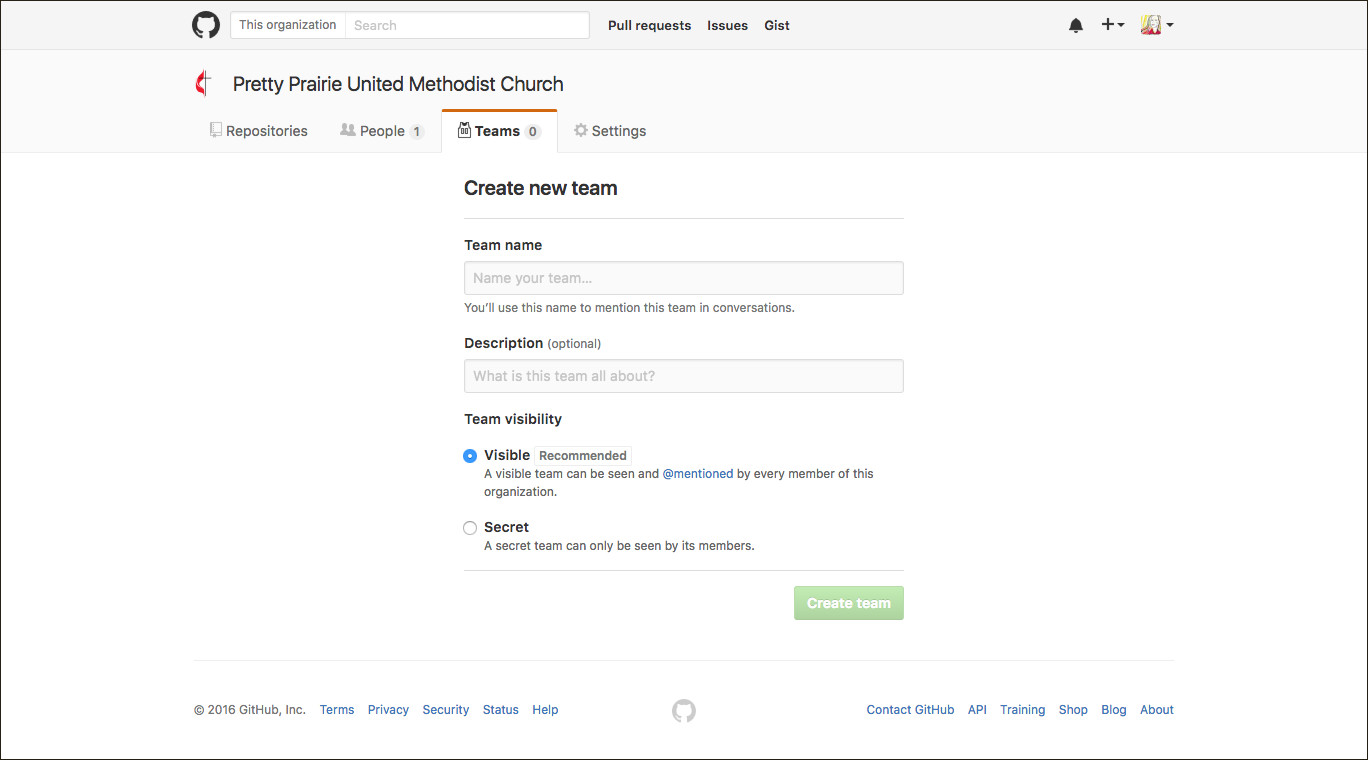 This organization Search Pull requests Issues Gist
Pretty Prairie United Methodist Church
Repositories People 1 Teams 0 Settings
Create new team
Team name
Name your team…
You’ll use this name to mention this team in conversations.
Description (optional)
What is this team all about?
Team visibility
Visible Recommended
A visible team can be seen and @mentioned by every member of this
organization.
Secret
A secret team can only be seen by its members.
Create team
© 2016 GitHub, Inc. Terms Privacy Security Status Help Contact GitHub API Training Shop Blog About